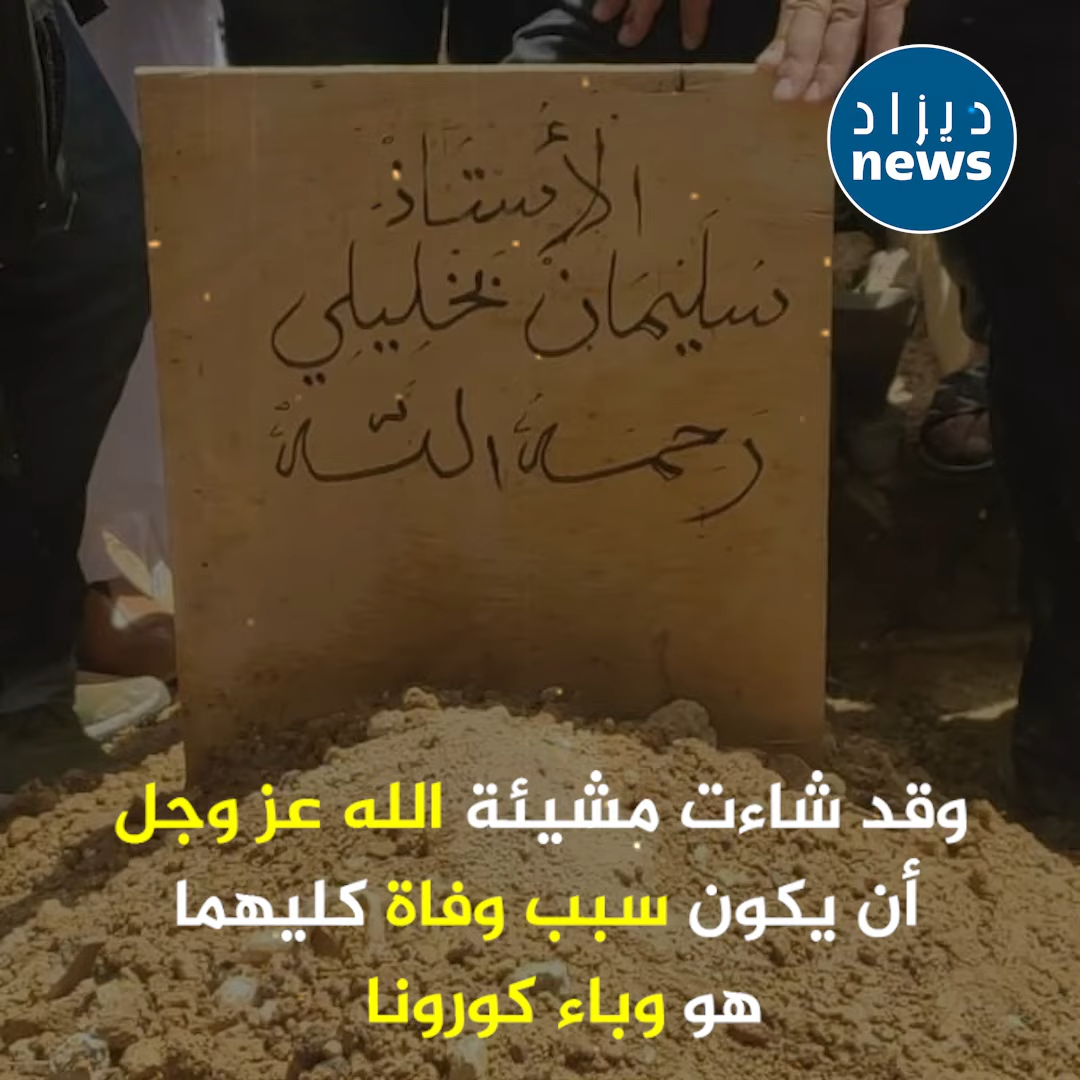 ديزاد
news
الأستاذ
سليمان بخليلي
رحمه الله
وقد شاءت مشيئة الله عز وجل
أن يكون سبب وفاة كليهما
هو وباء كورونا